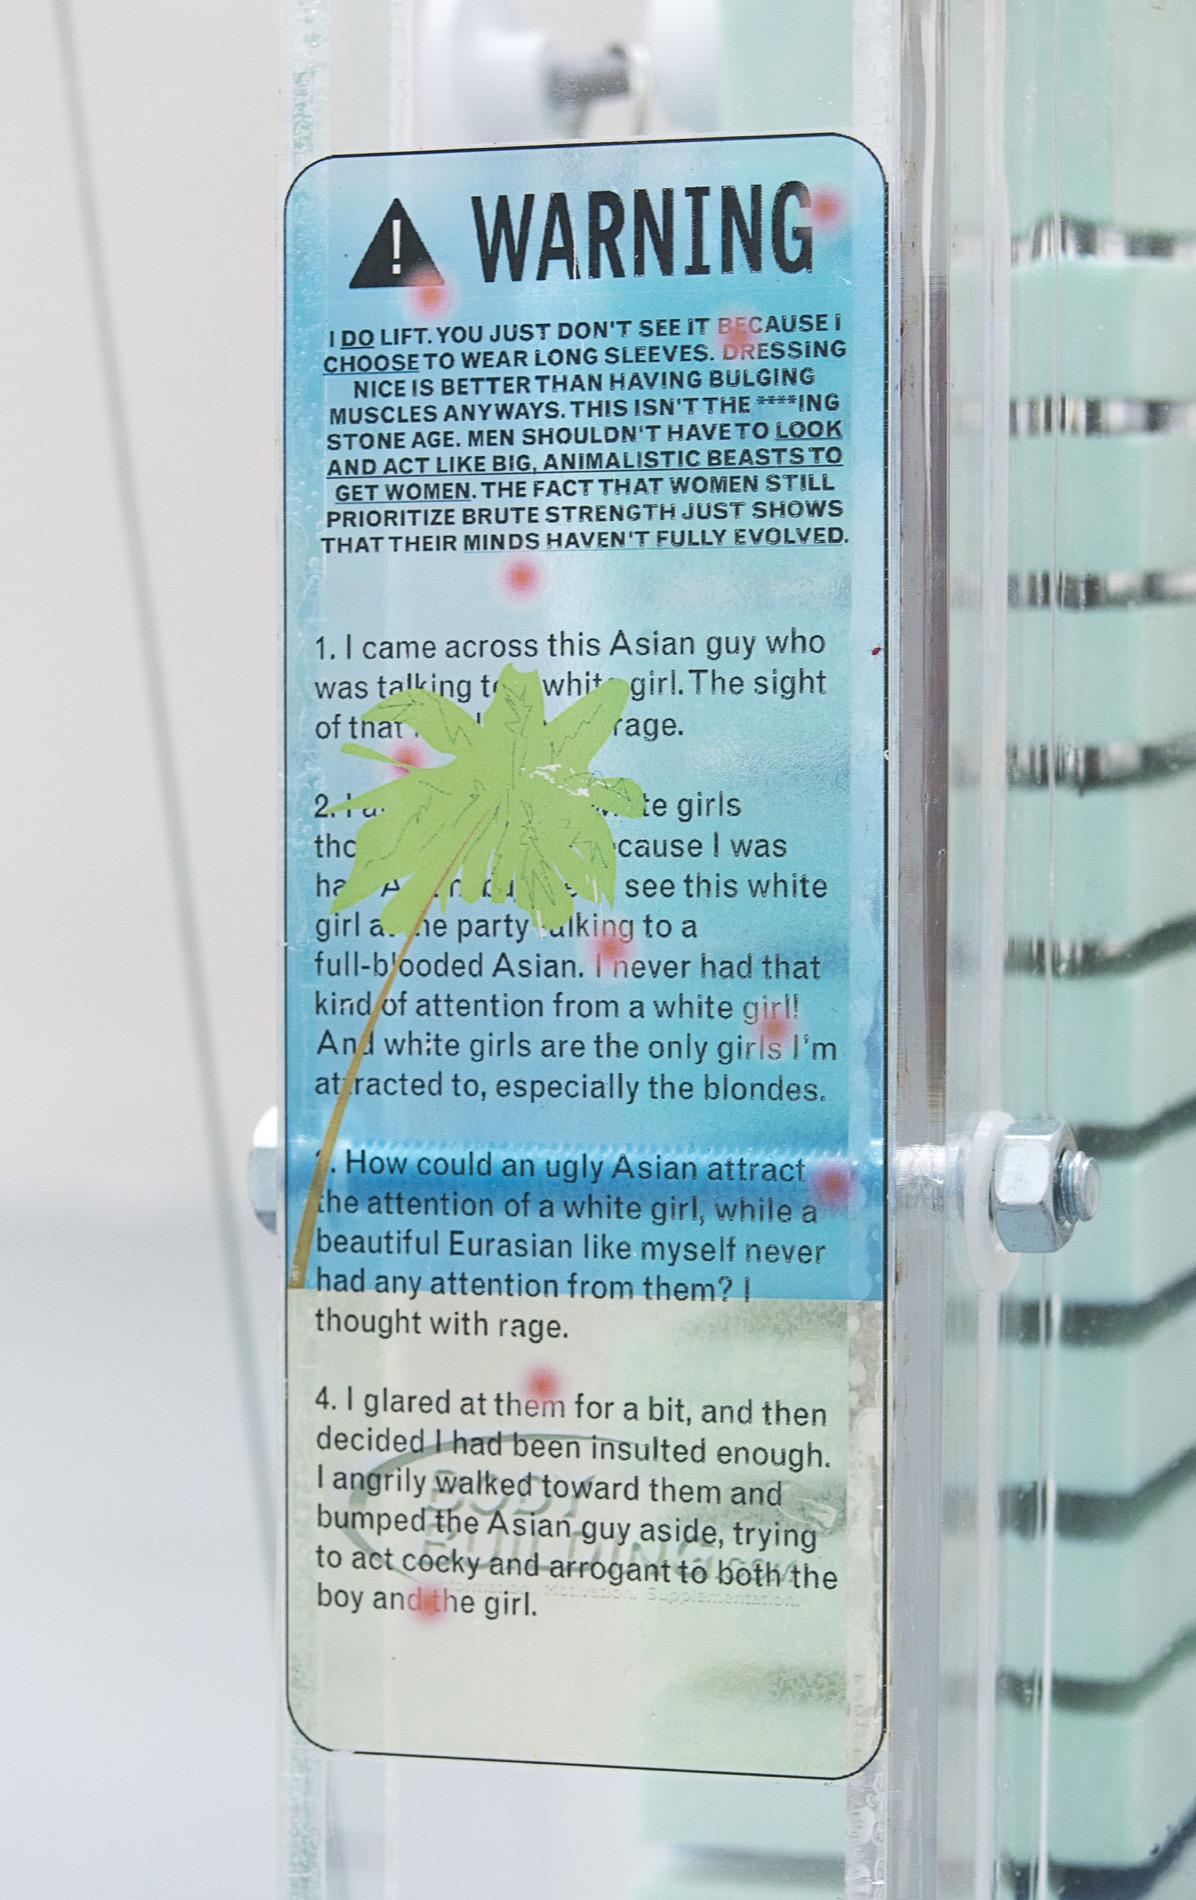 WARNING
I DO LIFT. YOU JUST DON'T SEE IT BECAUSE I
CHOOSE TO WEAR LONG SLEEVES. DRESSING
NICE IS BETTER THAN HAVING BULGING
MUSCLES ANYWAYS. THIS ISN'T THE ****ING
STONE AGE. MEN SHOULDN'T HAVE TO LOOK
AND ACT LIKE BIG, ANIMALISTIC BEASTS TO
GET WOMEN. THE FACT THAT WOMEN STILL
PRIORITIZE BRUTE STRENGTH JUST SHOWS
THAT THEIR MINDS HAVEN'T FULLY EVOLVED.
1. I came across this Asian guy who
was talking white girl. The sight
of that rage.
2. girls
I was
see this white
girl party talking to a
full-blooded Asian. I never had that
kind of attention from a white girl!
And white girls are the only girls I'm
attracted to, especially the blondes.
. How could an ugly Asian attract
the attention of a white girl, while a
beautiful Eurasian like myself never
had any attention from them? I
thought with rage.
4. I glared at them for a bit, and then
decided I had been insulted enough.
I angrily walked toward them and
bumped the Asian guy aside, trying
to act cocky and arrogant to both the
boy and the girl.
BODY
BUILDING.com
Information. Motivation. Supplementation.